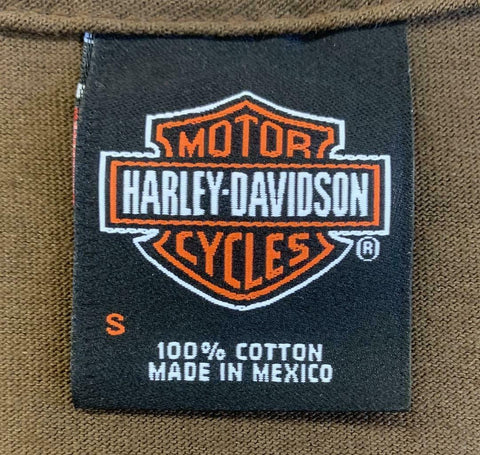 MOTOR
HARLEY-DAVIDSON
CYCLES
®
S
100% COTTON
MADE IN MEXICO